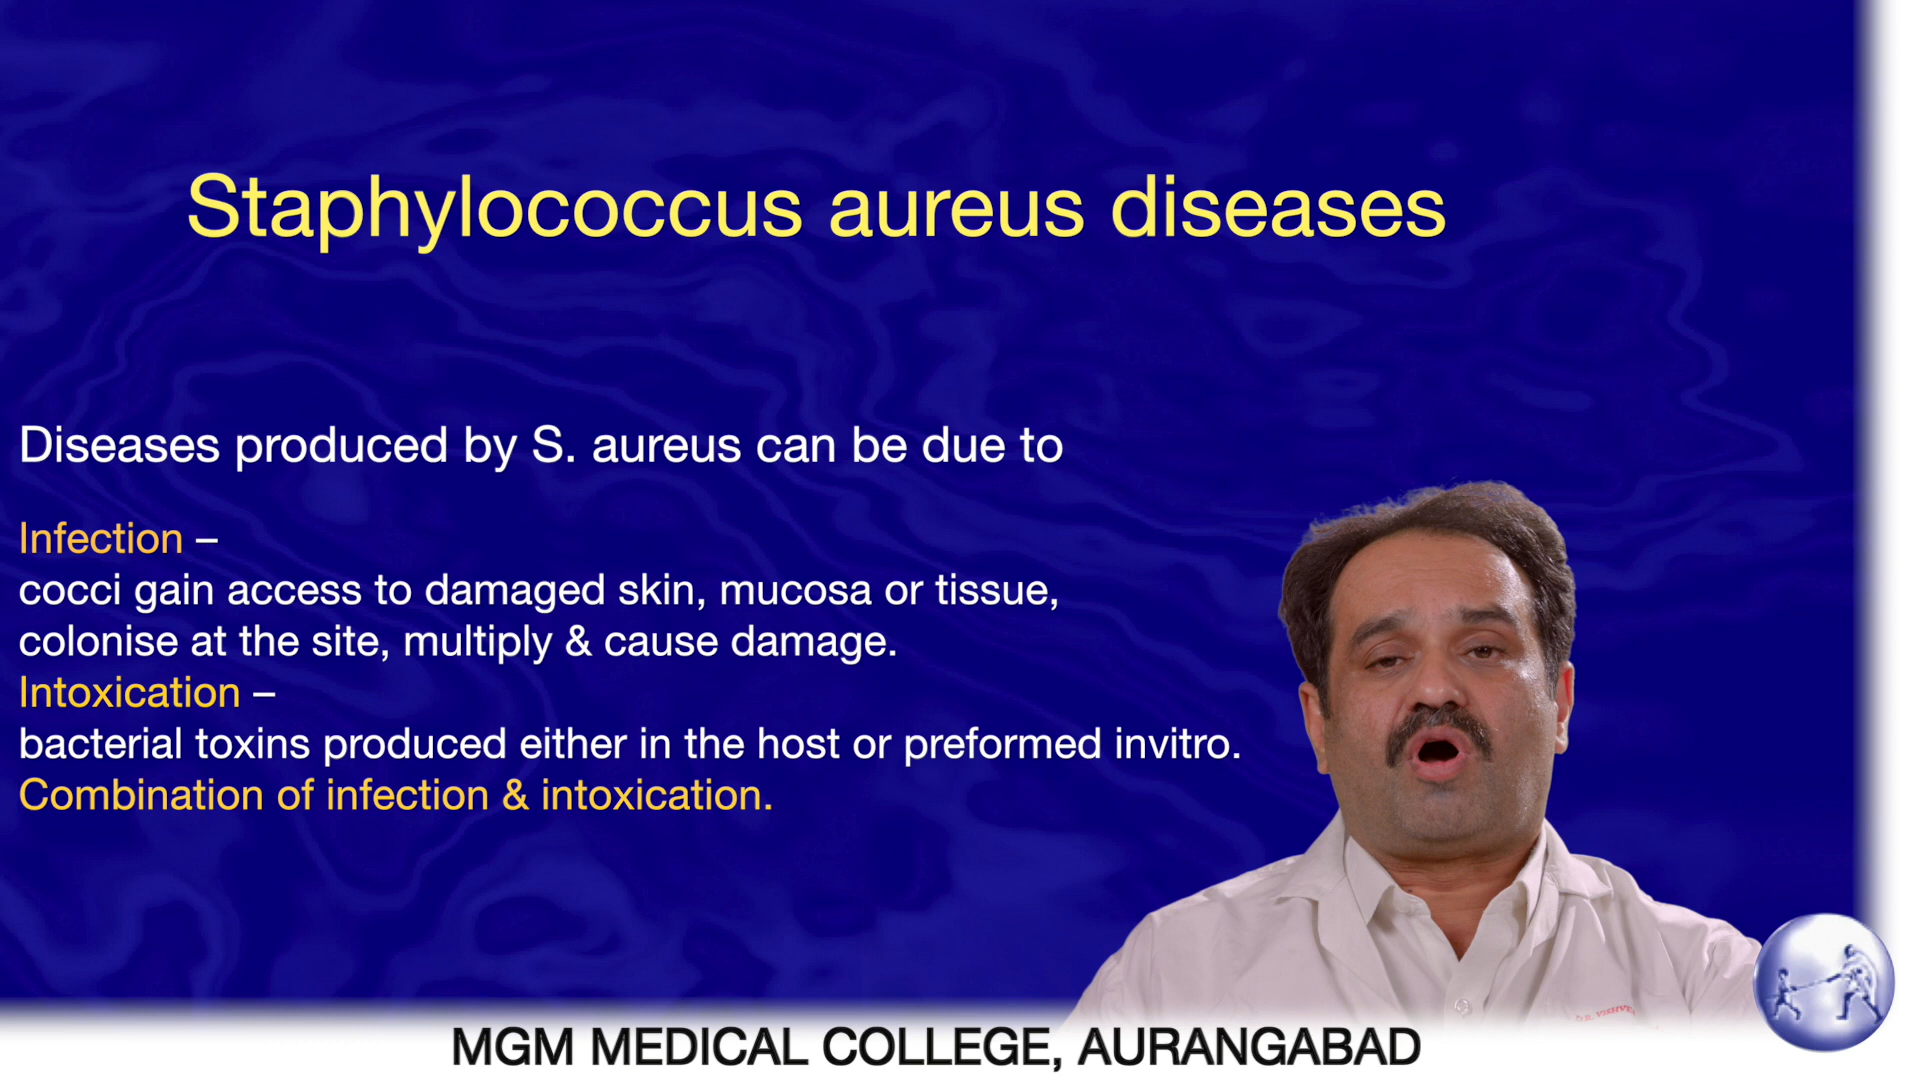 Staphylococcus aureus diseases
Diseases produced by S. aureus can be due to
Infection –
cocci gain access to damaged skin, mucosa or tissue,
colonise at the site, multiply & cause damage.
Intoxication –
bacterial toxins produced either in the host or preformed invitro.
Combination of infection & intoxication.
DR. VISHVE
MGM MEDICAL COLLEGE, AURANGABAD